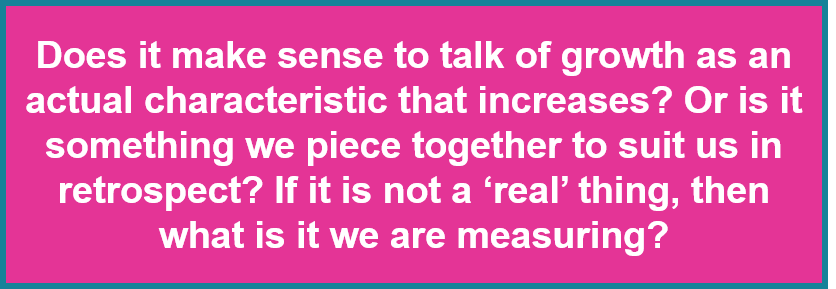 Does it make sense to talk of growth as an
actual characteristic that increases? Or is it
something we piece together to suit us in
retrospect? If it is not a ‘real’ thing, then
what is it we are measuring?